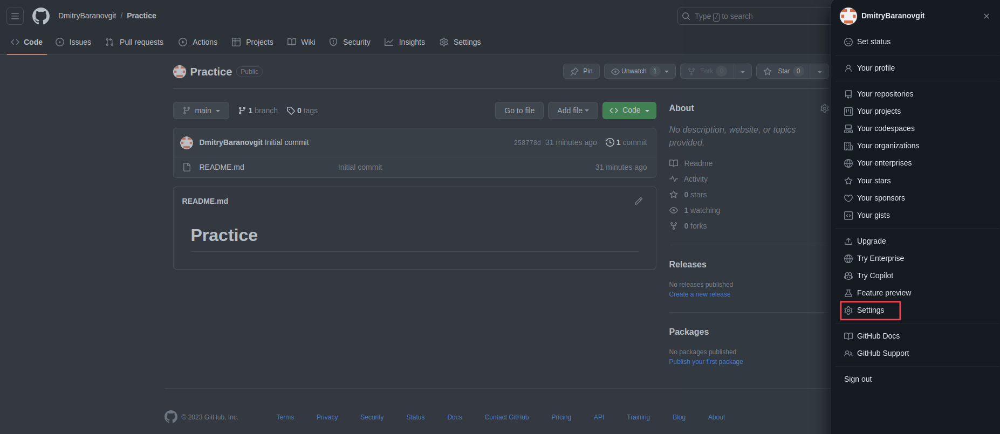 DmitryBaranovgit / Practice
Type / to search
Code Issues Pull requests Actions Projects Wiki Security Insights Settings
Practice Public
Pin Unwatch 1 Fork 0 Star 0
main 1 branch 0 tags
Go to file Add file Code
DmitryBaranovgit Initial commit 258778d 31 minutes ago 1 commit
README.md Initial commit 31 minutes ago
README.md
Practice
About
No description, website, or topics
provided.
Readme
Activity
0 stars
1 watching
0 forks
Releases
No releases published
Create a new release
Packages
No packages published
Publish your first package
© 2023 GitHub, Inc. Terms Privacy Security Status Docs Contact GitHub Pricing API Training Blog About
DmitryBaranovgit
Set status
Your profile
Your repositories
Your projects
Your codespaces
Your organizations
Your enterprises
Your stars
Your sponsors
Your gists
Upgrade
Try Enterprise
Try Copilot
Feature preview
Settings
GitHub Docs
GitHub Support
Sign out